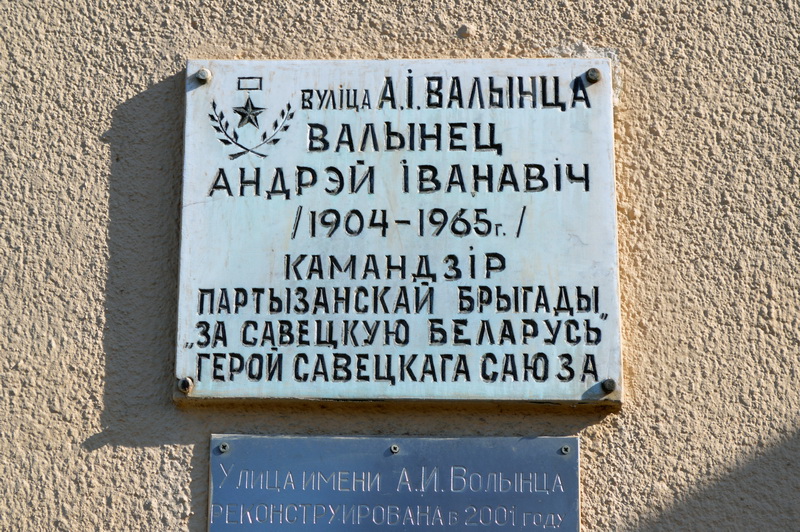 вуліца А.І.ВАЛЫНЦА
ВАЛЫНЕЦ
АНДРЭЙ ІВАНАВІЧ
/1904-1965г./
КАМАНДЗІР
ПАРТЫЗАНСКАЙ БРЫГАДЫ„
„ЗА САВЕЦКУЮ БЕЛАРУСЬ
ГЕРОЙ САВЕЦКАГА САЮЗА
Улица имени А.И.Волынца
реконструирована в 2001 году